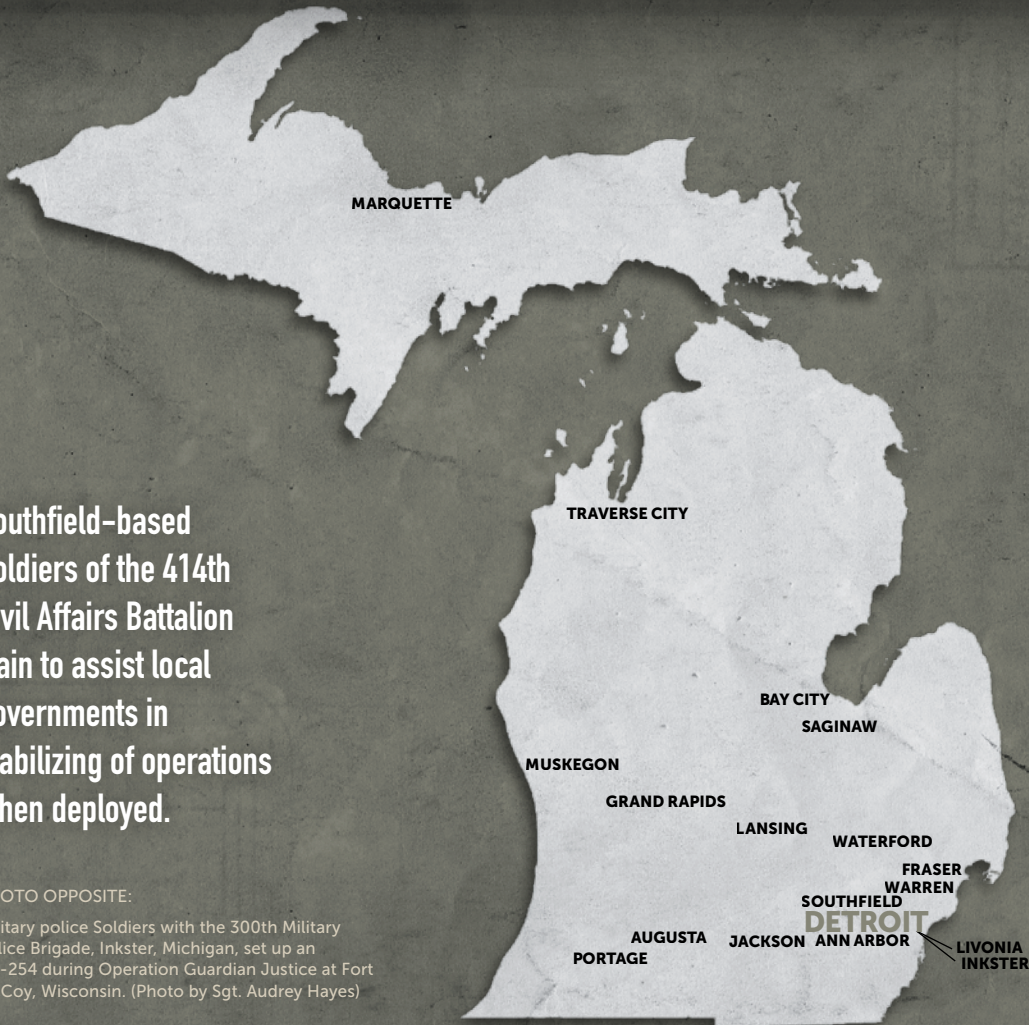 MARQUETTE
TRAVERSE CITY
outhfield-based
oldiers of the 414th
vil Affairs Battalion
ain to assist local
overnments in
abilizing of operations
hen deployed.
BAY CITY
SAGINAW
MUSKEGON
GRAND RAPIDS
LANSING
WATERFORD
FRASER
WARREN
SOUTHFIELD
DETROIT
AUGUSTA
JACKSON
ANN ARBOR
PORTAGE
LIVONIA
INKSTER
OTO OPPOSITE:
itary police Soldiers with the 300th Military
lice Brigade, Inkster, Michigan, set up an
-254 during Operation Guardian Justice at Fort
Coy, Wisconsin. (Photo by Sgt. Audrey Hayes)